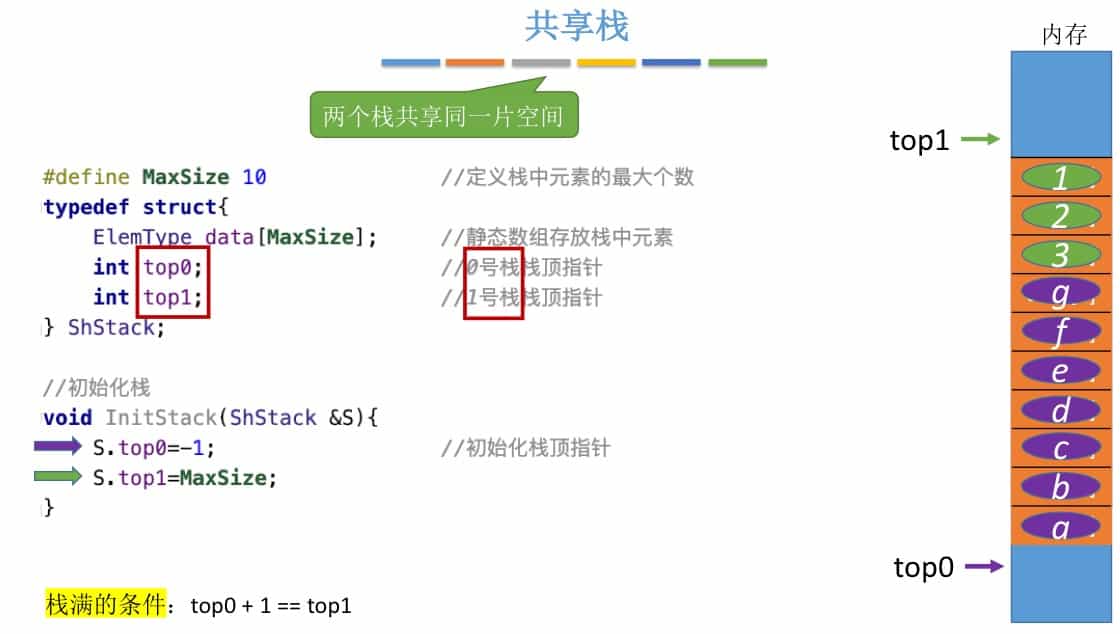 共享栈
两个栈共享同一片空间
#define MaxSize 10 //定义栈中元素的最大个数
typedef struct{
ElemType data[MaxSize]; //静态数组存放栈中元素
int top0; //0号栈栈顶指针
int top1; //1号栈栈顶指针
} ShStack;
//初始化栈
void InitStack(ShStack &S){
S.top0=-1; //初始化栈顶指针
S.top1=MaxSize;
}
栈满的条件：top0 + 1 == top1
内存
top1
1
2
3
g
f
e
d
c
b
a
top0